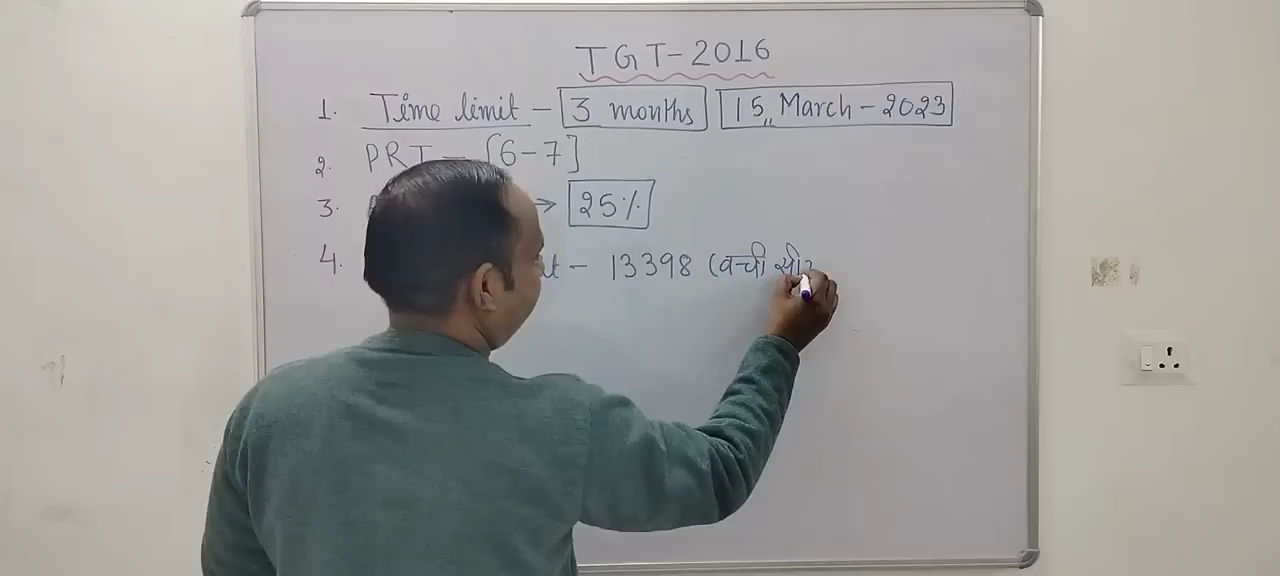 TGT-2016
1. Time limit - 3 months 15 March-2023
2. PRT - [6-7]
3. → 25%
4. - 13398 (बची